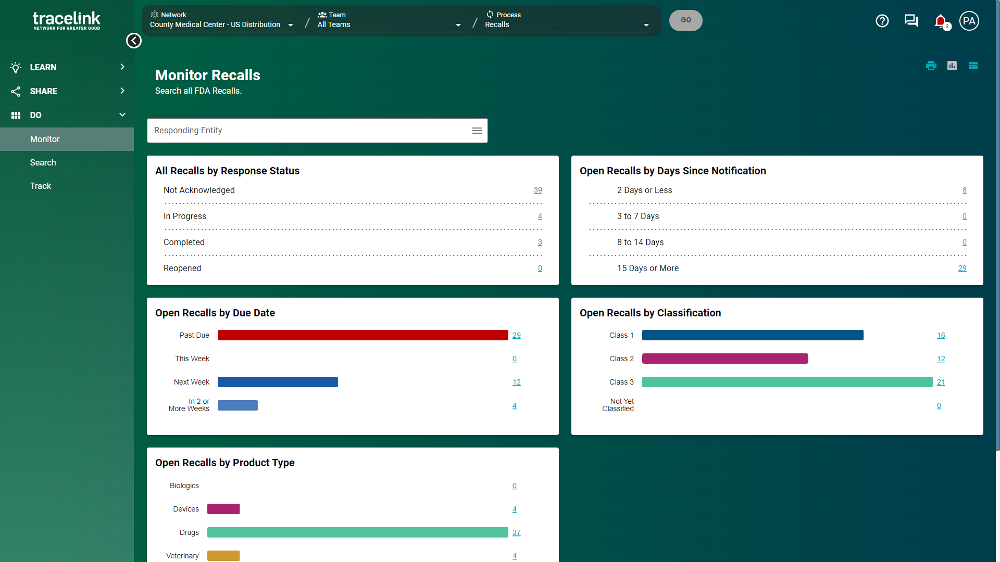 tracelink
NETWORK FOR GREATER GOOD
Network
County Medical Center - US Distribution
/
Team
All Teams
/
Process
Recalls
GO
3
PA
LEARN
SHARE
DO
Monitor
Search
Track
Monitor Recalls
Search all FDA Recalls.
Responding Entity
All Recalls by Response Status
Not Acknowledged 39
In Progress 4
Completed 3
Reopened 0
Open Recalls by Days Since Notification
2 Days or Less 8
3 to 7 Days 0
8 to 14 Days 0
15 Days or More 29
Open Recalls by Due Date
Past Due 29
This Week 0
Next Week 12
In 2 or
More Weeks 4
Open Recalls by Classification
Class 1 16
Class 2 12
Class 3 21
Not Yet
Classified 0
Open Recalls by Product Type
Biologics 0
Devices 4
Drugs 37
Veterinary 4